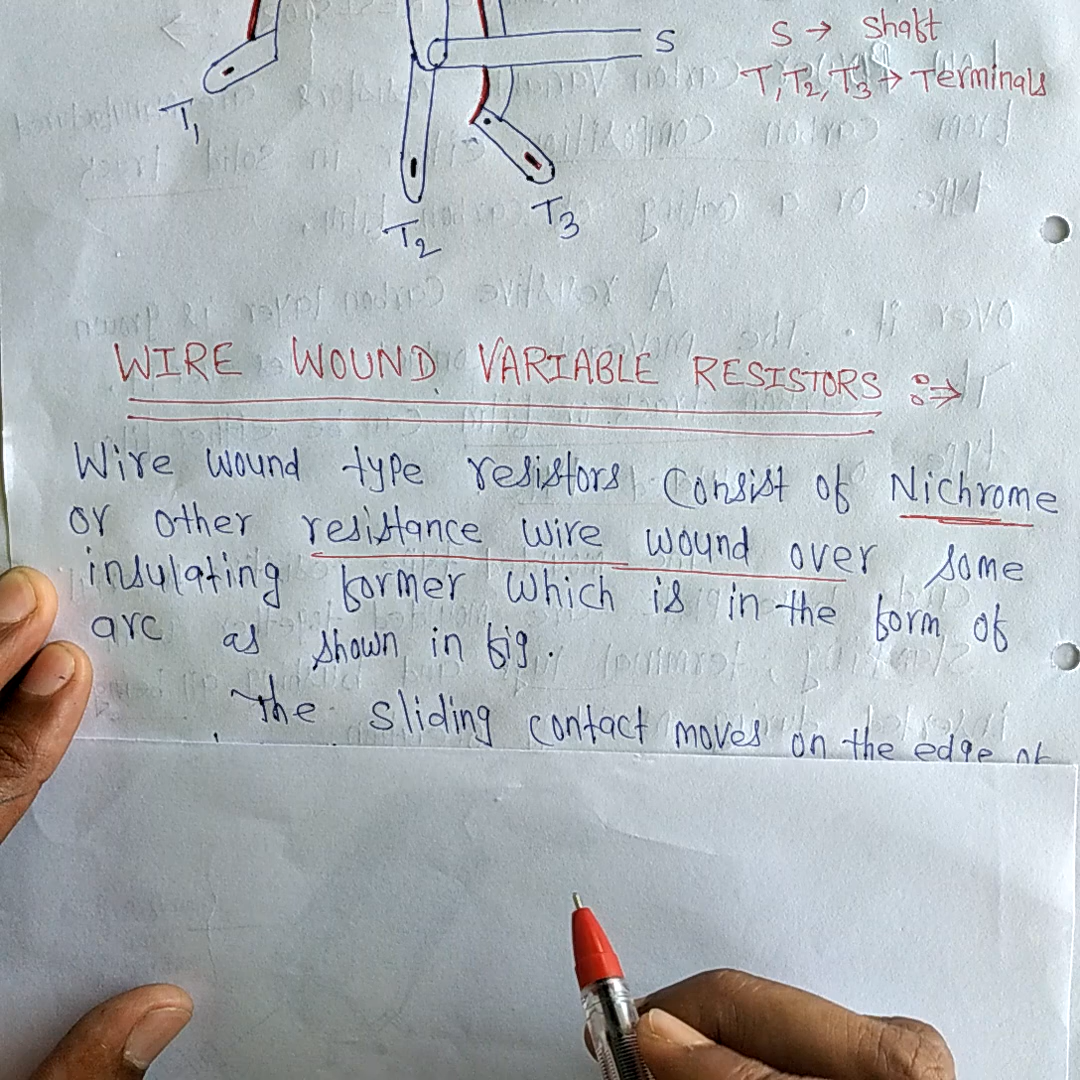 S
S → Shaft
T1, T2, T3 → Terminals
T1
T2
T3
WIRE WOUND VARIABLE RESISTORS :⇒
Wire wound type resistors Consist of Nichrome
or other resistance wire wound over some
insulating former which is in the form of
arc as shown in fig.
The sliding contact moves on the edge of